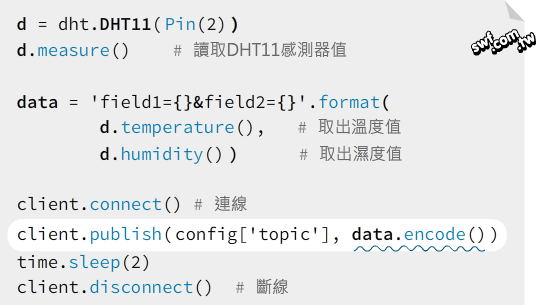 swf.com.tw
d = dht.DHT11(Pin(2))
d.measure()    # 讀取DHT11感測器值
data = 'field1={}&field2={}'.format(
        d.temperature(),   # 取出溫度值
        d.humidity())      # 取出濕度值
client.connect() # 連線
client.publish(config['topic'], data.encode())
time.sleep(2)
client.disconnect()  # 斷線